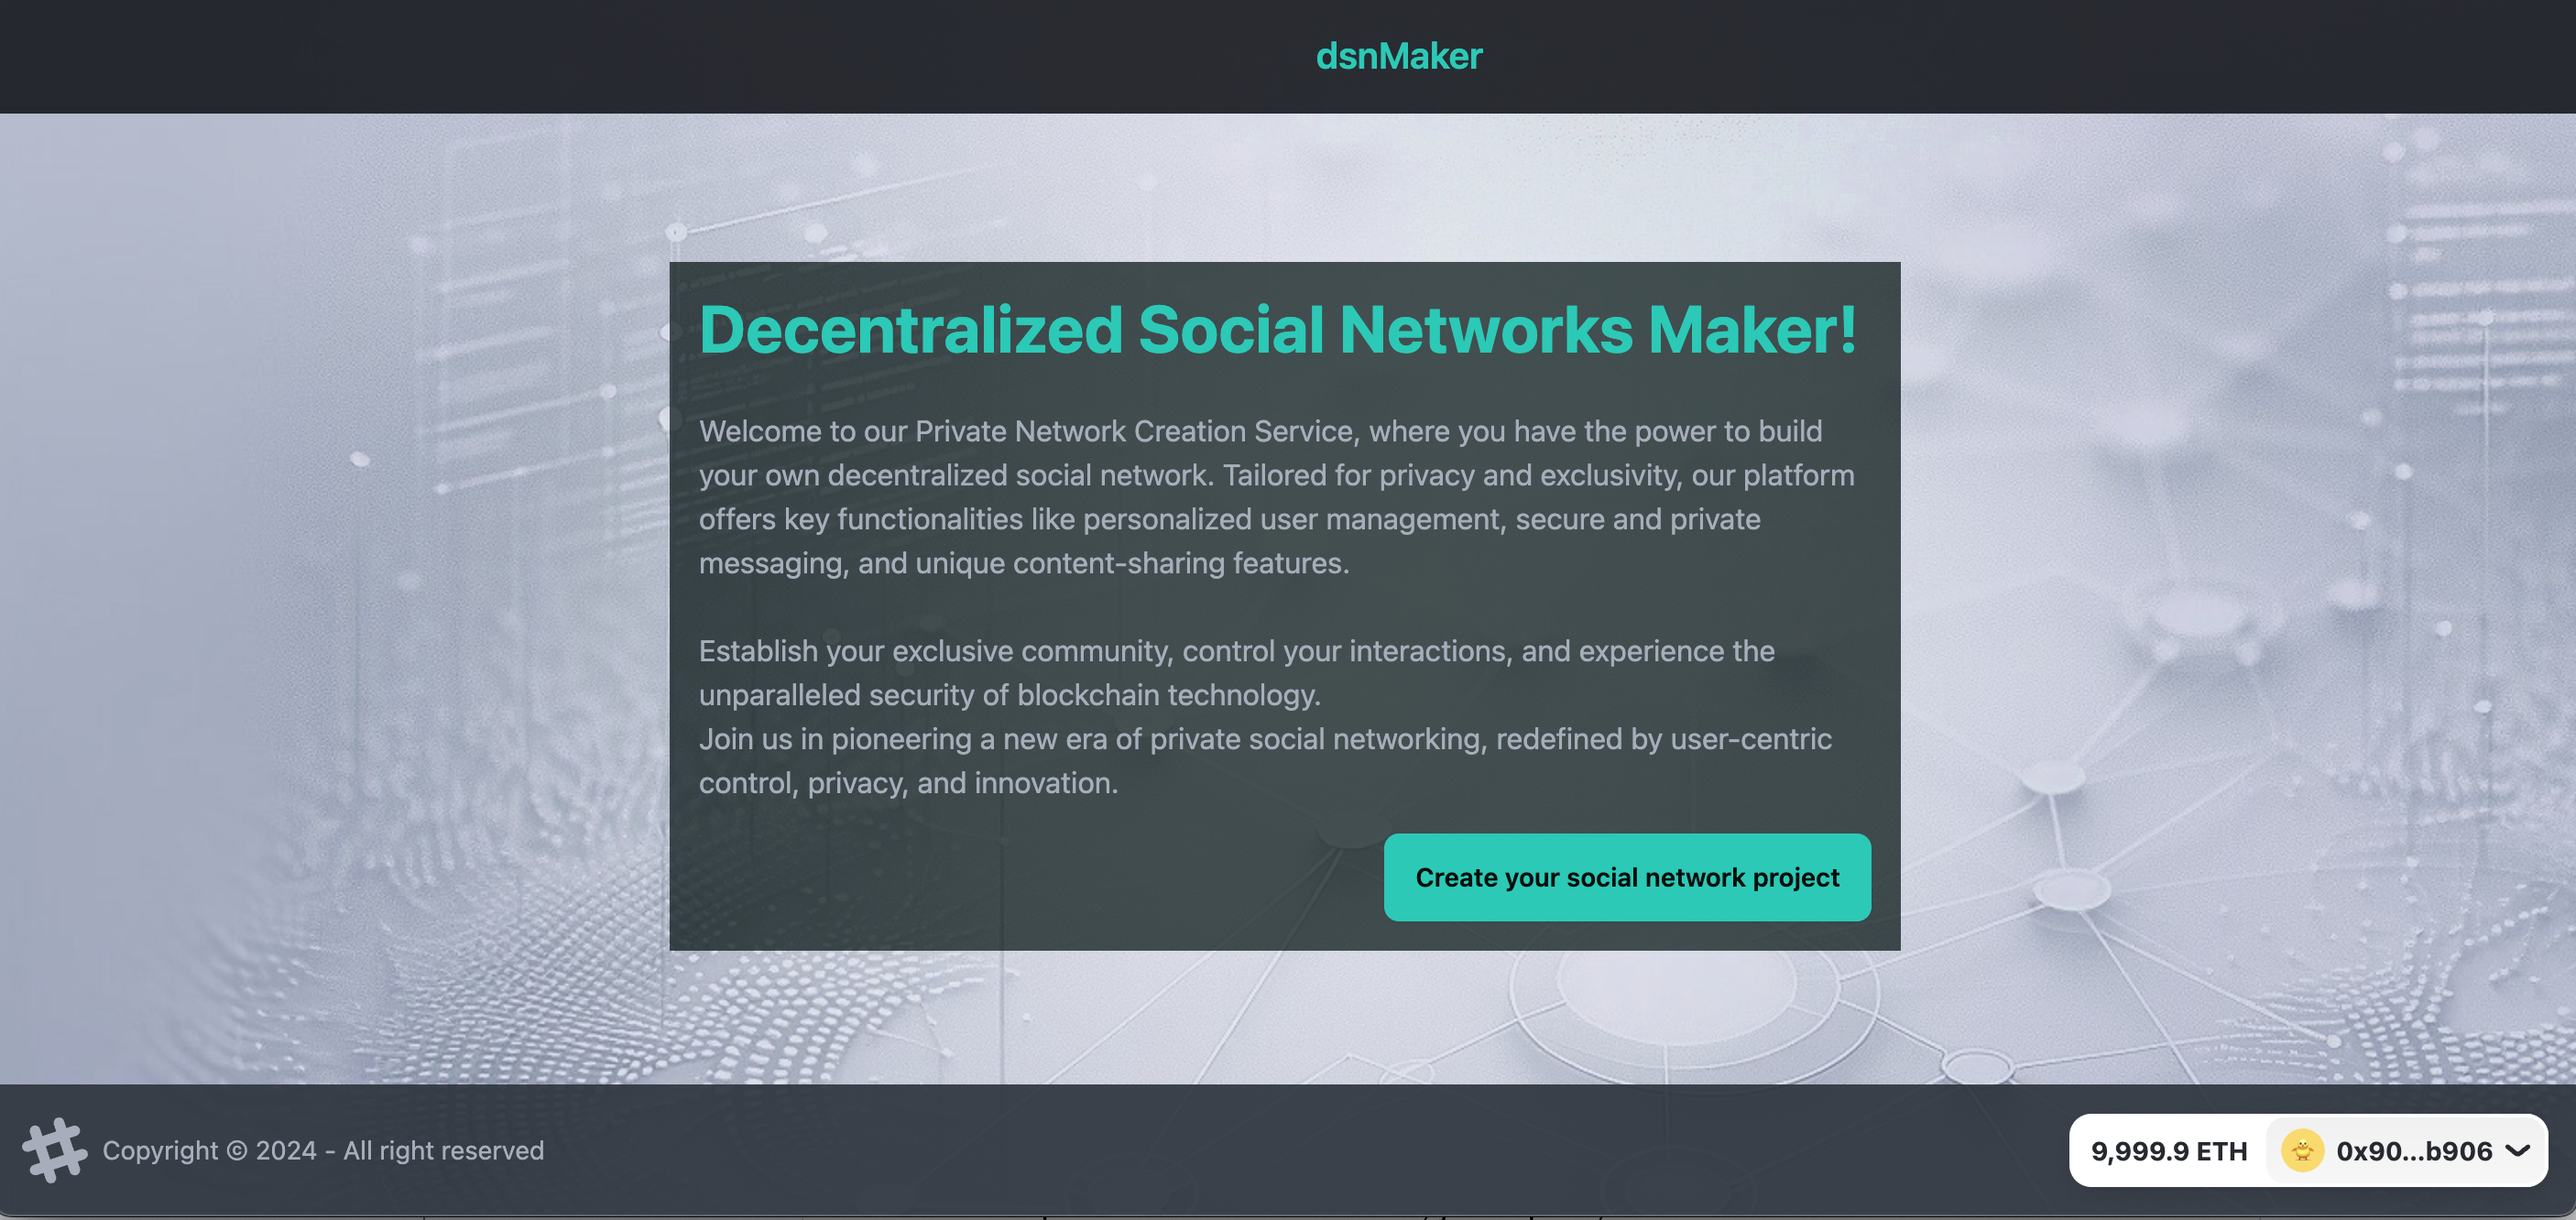 dsnMaker
Decentralized Social Networks Maker!
Welcome to our Private Network Creation Service, where you have the power to build
your own decentralized social network. Tailored for privacy and exclusivity, our platform
offers key functionalities like personalized user management, secure and private
messaging, and unique content-sharing features.
Establish your exclusive community, control your interactions, and experience the
unparalleled security of blockchain technology.
Join us in pioneering a new era of private social networking, redefined by user-centric
control, privacy, and innovation.
Create your social network project
Copyright © 2024 - All right reserved
9,999.9 ETH 0x90...b906